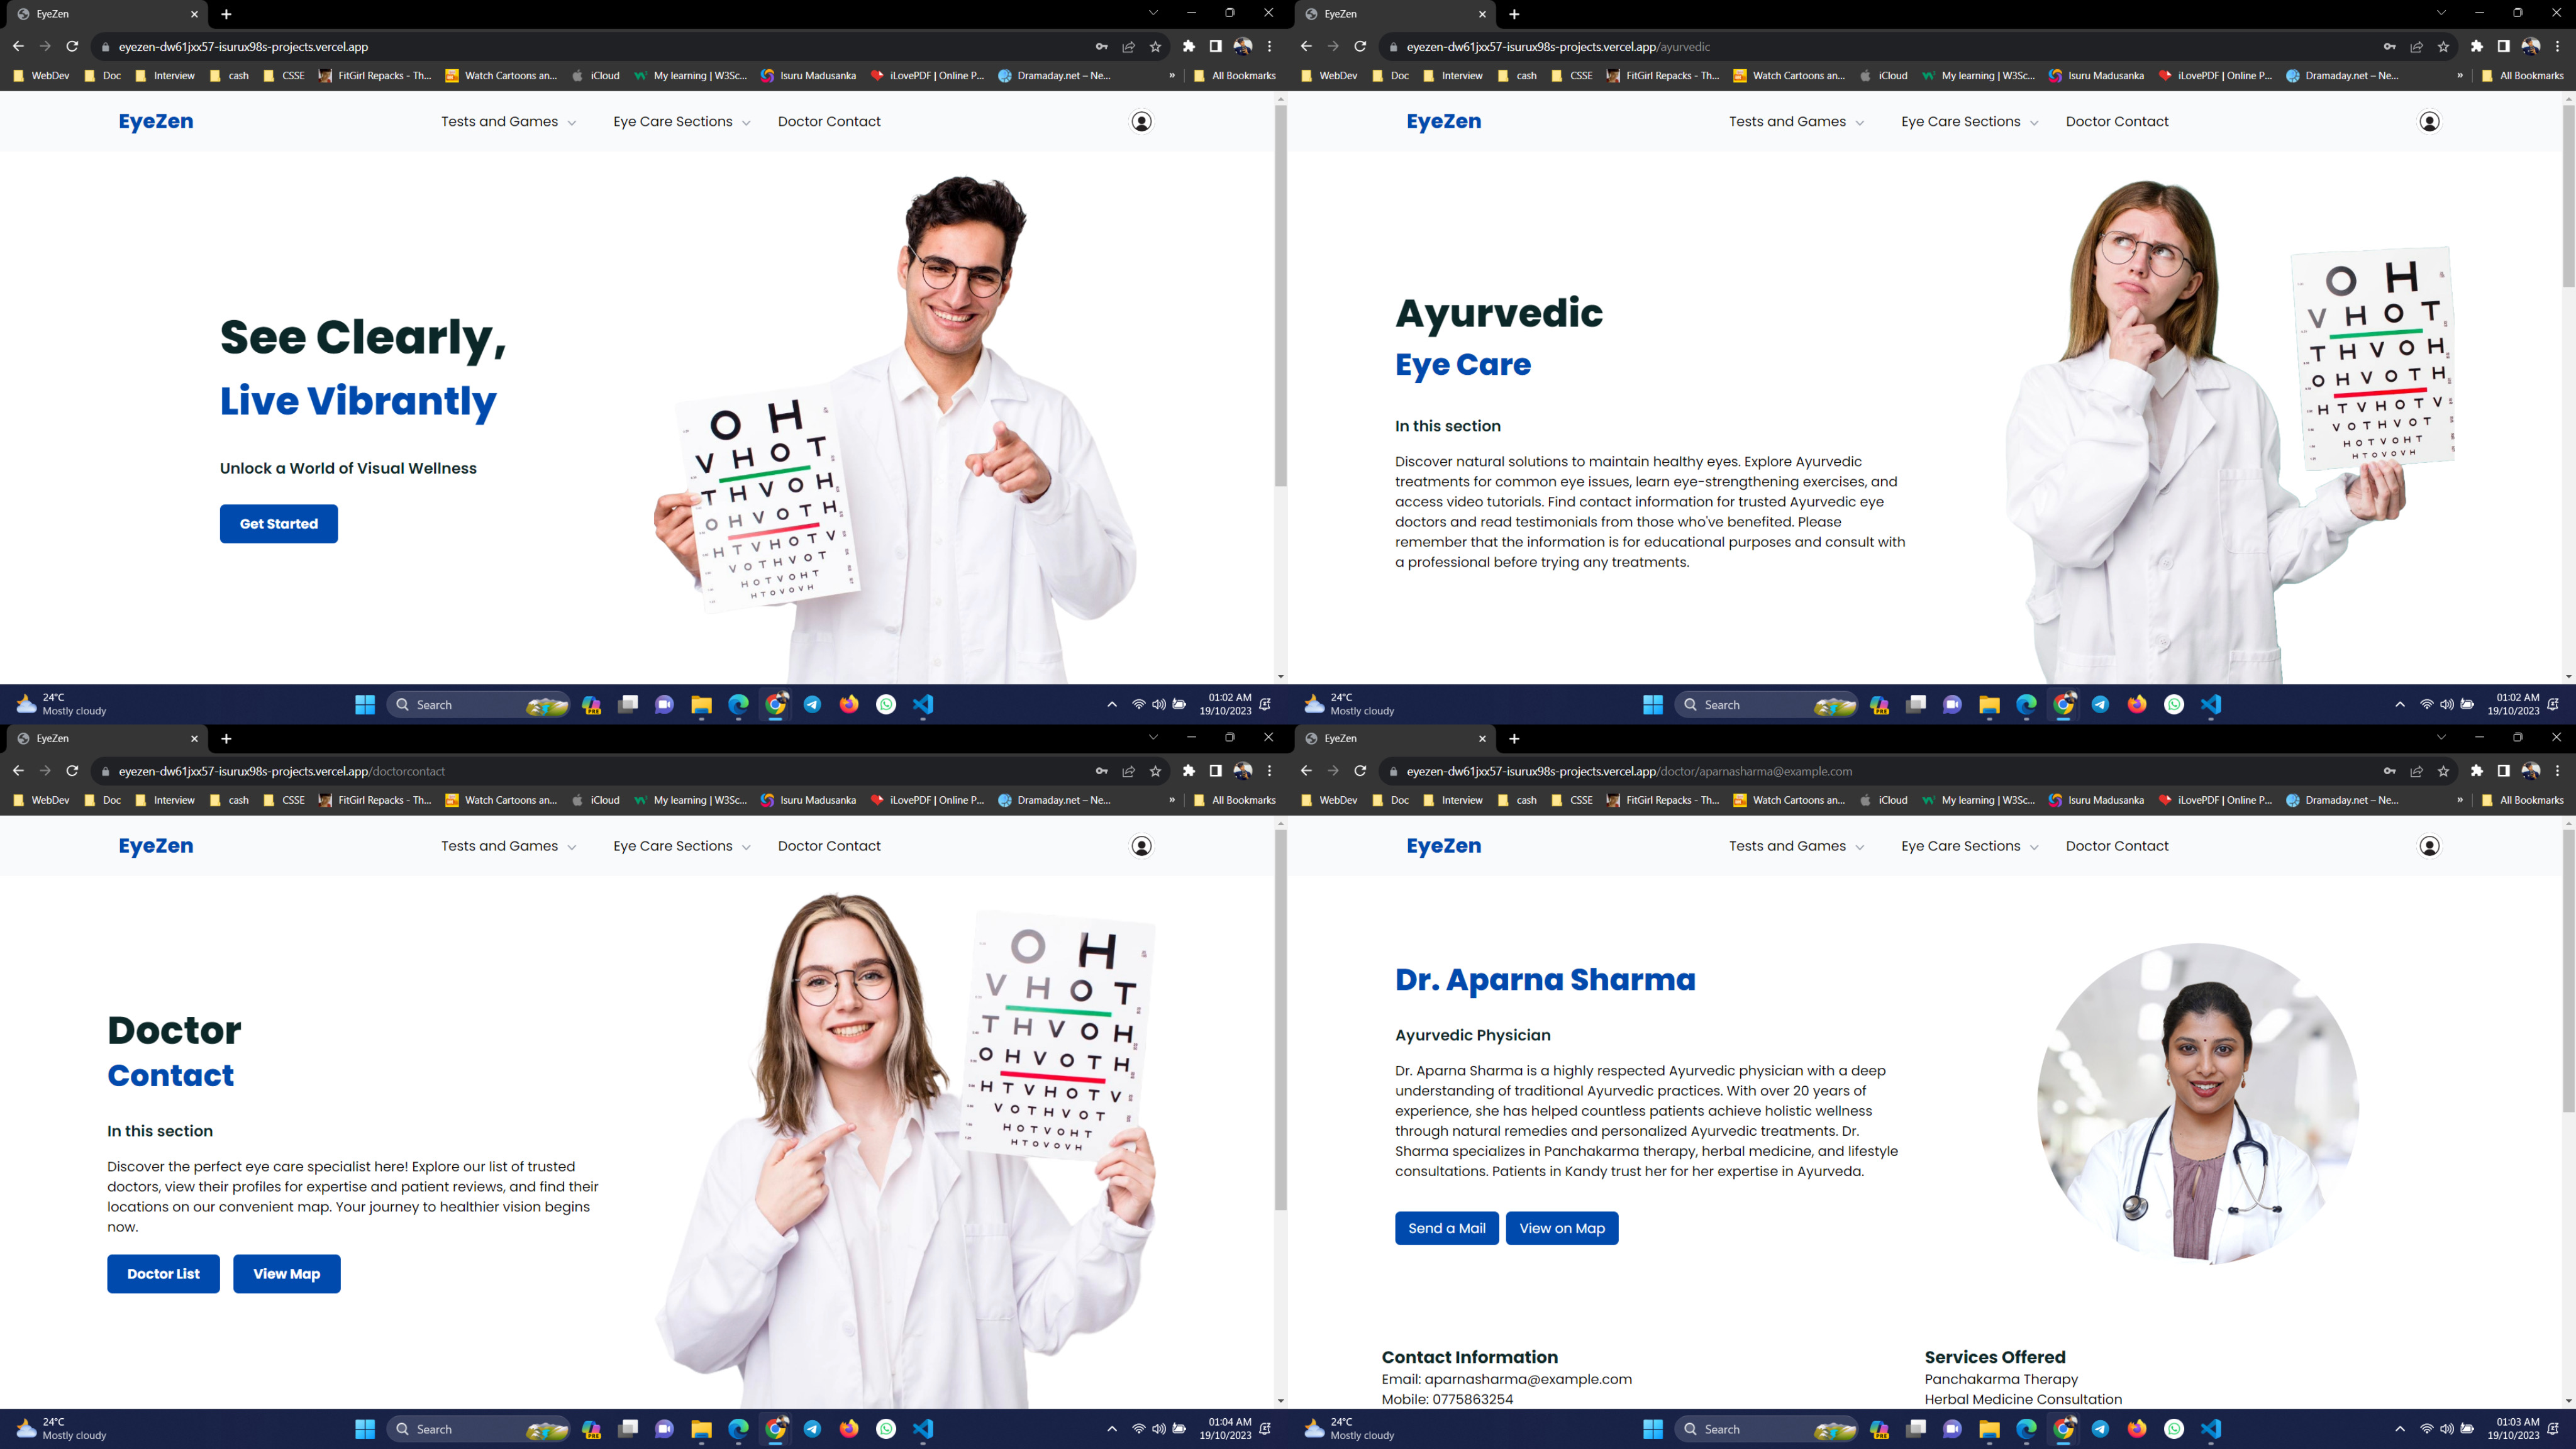 EyeZen
eyezen-dw61jxx57-isurux98s-projects.vercel.app
WebDev Doc Interview cash CSSE FitGirl Repacks - Th... Watch Cartoons an... iCloud My learning | W3Sc... Isuru Madusanka iLovePDF | Online P... Dramaday.net – Ne... » All Bookmarks
EyeZen Tests and Games Eye Care Sections Doctor Contact
See Clearly,
Live Vibrantly
Unlock a World of Visual Wellness
Get Started
O H
V H O T
T H V O H
O H V O T H
H T V H O T V
V O T H V O T
H O T V O H T
H T O V O V H
24°C
Mostly cloudy
Search
PRE
01:02 AM
19/10/2023
EyeZen
eyezen-dw61jxx57-isurux98s-projects.vercel.app/ayurvedic
WebDev Doc Interview cash CSSE FitGirl Repacks - Th... Watch Cartoons an... iCloud My learning | W3Sc... Isuru Madusanka iLovePDF | Online P... Dramaday.net – Ne... » All Bookmarks
EyeZen Tests and Games Eye Care Sections Doctor Contact
Ayurvedic
Eye Care
In this section
Discover natural solutions to maintain healthy eyes. Explore Ayurvedic
treatments for common eye issues, learn eye-strengthening exercises, and
access video tutorials. Find contact information for trusted Ayurvedic eye
doctors and read testimonials from those who've benefited. Please
remember that the information is for educational purposes and consult with
a professional before trying any treatments.
O H
V H O T
T H V O H
O H V O T H
H T V H O T V
V O T H V O T
H O T V O H T
H T O V O V H
24°C
Mostly cloudy
Search
PRE
01:02 AM
19/10/2023
EyeZen
eyezen-dw61jxx57-isurux98s-projects.vercel.app/doctorcontact
WebDev Doc Interview cash CSSE FitGirl Repacks - Th... Watch Cartoons an... iCloud My learning | W3Sc... Isuru Madusanka iLovePDF | Online P... Dramaday.net – Ne... » All Bookmarks
EyeZen Tests and Games Eye Care Sections Doctor Contact
Doctor
Contact
In this section
Discover the perfect eye care specialist here! Explore our list of trusted
doctors, view their profiles for expertise and patient reviews, and find their
locations on our convenient map. Your journey to healthier vision begins
now.
Doctor List View Map
O H
V H O T
T H V O H
O H V O T H
H T V H O T V
V O T H V O T
H O T V O H T
H T O V O V H
24°C
Mostly cloudy
Search
PRE
01:04 AM
19/10/2023
EyeZen
eyezen-dw61jxx57-isurux98s-projects.vercel.app/doctor/aparnasharma@example.com
WebDev Doc Interview cash CSSE FitGirl Repacks - Th... Watch Cartoons an... iCloud My learning | W3Sc... Isuru Madusanka iLovePDF | Online P... Dramaday.net – Ne... » All Bookmarks
EyeZen Tests and Games Eye Care Sections Doctor Contact
Dr. Aparna Sharma
Ayurvedic Physician
Dr. Aparna Sharma is a highly respected Ayurvedic physician with a deep
understanding of traditional Ayurvedic practices. With over 20 years of
experience, she has helped countless patients achieve holistic wellness
through natural remedies and personalized Ayurvedic treatments. Dr.
Sharma specializes in Panchakarma therapy, herbal medicine, and lifestyle
consultations. Patients in Kandy trust her for her expertise in Ayurveda.
Send a Mail View on Map
Contact Information
Email: aparnasharma@example.com
Mobile: 0775863254
Services Offered
Panchakarma Therapy
Herbal Medicine Consultation
24°C
Mostly cloudy
Search
PRE
01:03 AM
19/10/2023